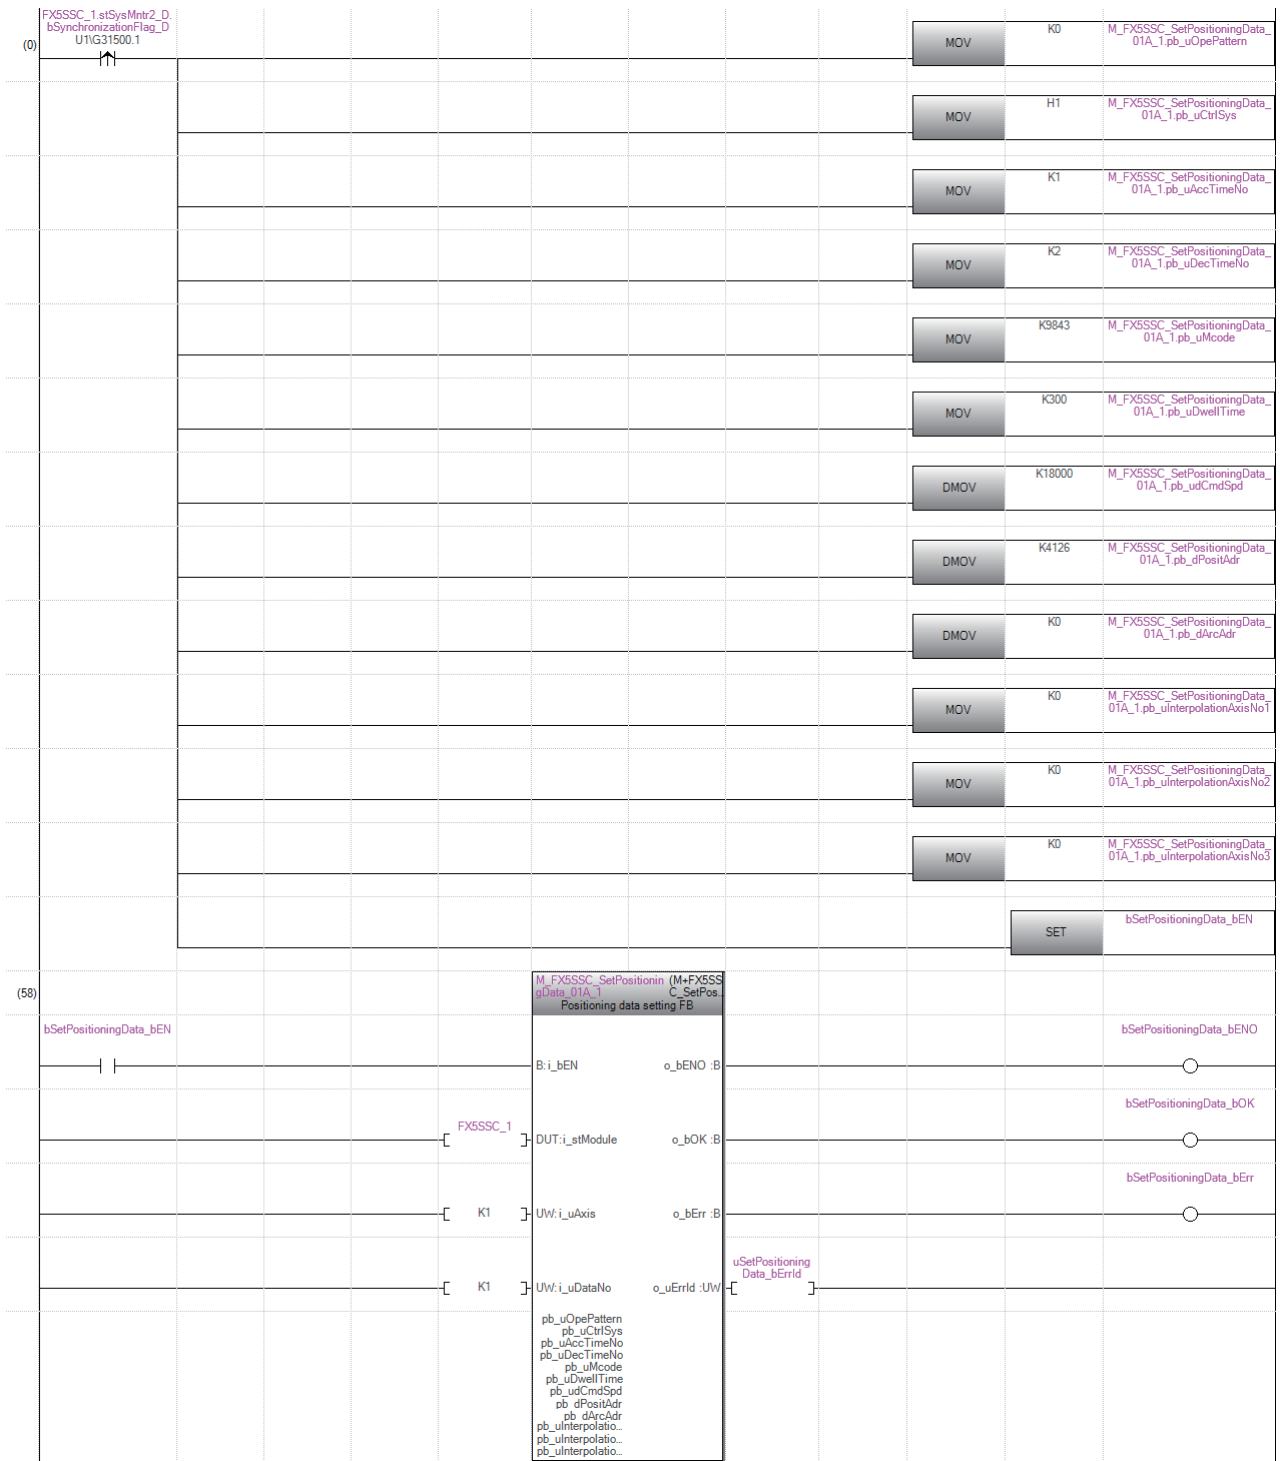 FX5SSC_1.stSysMntr2_D.
bSynchronizationFlag_D
U1\G31500.1
(0)
MOV K0 M_FX5SSC_SetPositioningData_
01A_1.pb_uOpePattern
MOV H1 M_FX5SSC_SetPositioningData_
01A_1.pb_uCtrlSys
MOV K1 M_FX5SSC_SetPositioningData_
01A_1.pb_uAccTimeNo
MOV K2 M_FX5SSC_SetPositioningData_
01A_1.pb_uDecTimeNo
MOV K9843 M_FX5SSC_SetPositioningData_
01A_1.pb_uMcode
MOV K300 M_FX5SSC_SetPositioningData_
01A_1.pb_uDwellTime
DMOV K18000 M_FX5SSC_SetPositioningData_
01A_1.pb_udCmdSpd
DMOV K4126 M_FX5SSC_SetPositioningData_
01A_1.pb_dPositAdr
DMOV K0 M_FX5SSC_SetPositioningData_
01A_1.pb_dArcAdr
MOV K0 M_FX5SSC_SetPositioningData_
01A_1.pb_uInterpolationAxisNo1
MOV K0 M_FX5SSC_SetPositioningData_
01A_1.pb_uInterpolationAxisNo2
MOV K0 M_FX5SSC_SetPositioningData_
01A_1.pb_uInterpolationAxisNo3
SET bSetPositioningData_bEN
(58)
M_FX5SSC_SetPositionin (M+FX5SS
gData_01A_1 C_SetPos...
Positioning data setting FB
bSetPositioningData_bEN
bSetPositioningData_bENO
B:i_bEN o_bENO :B
bSetPositioningData_bOK
FX5SSC_1
DUT:i_stModule o_bOK :B
bSetPositioningData_bErr
K1 UW:i_uAxis o_bErr :B
uSetPositioning
Data_bErrId
K1 UW:i_uDataNo o_uErrId :UW
pb_uOpePattern
pb_uCtrlSys
pb_uAccTimeNo
pb_uDecTimeNo
pb_uMcode
pb_uDwellTime
pb_udCmdSpd
pb_dPositAdr
pb_dArcAdr
pb_uInterpolatio...
pb_uInterpolatio...
pb_uInterpolatio...